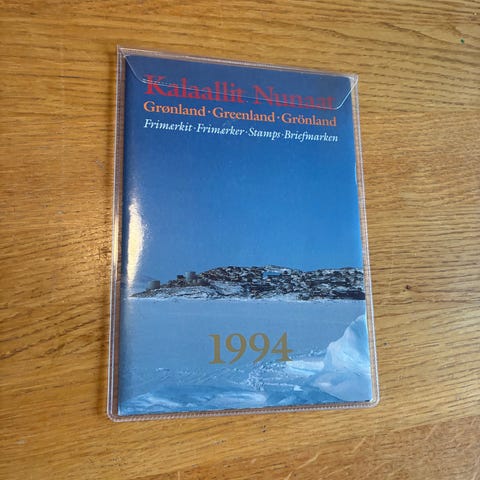 Kalaallit Nunaat
Grønland · Greenland · Grönland
Frimærkit · Frimærker · Stamps · Briefmarken
1994